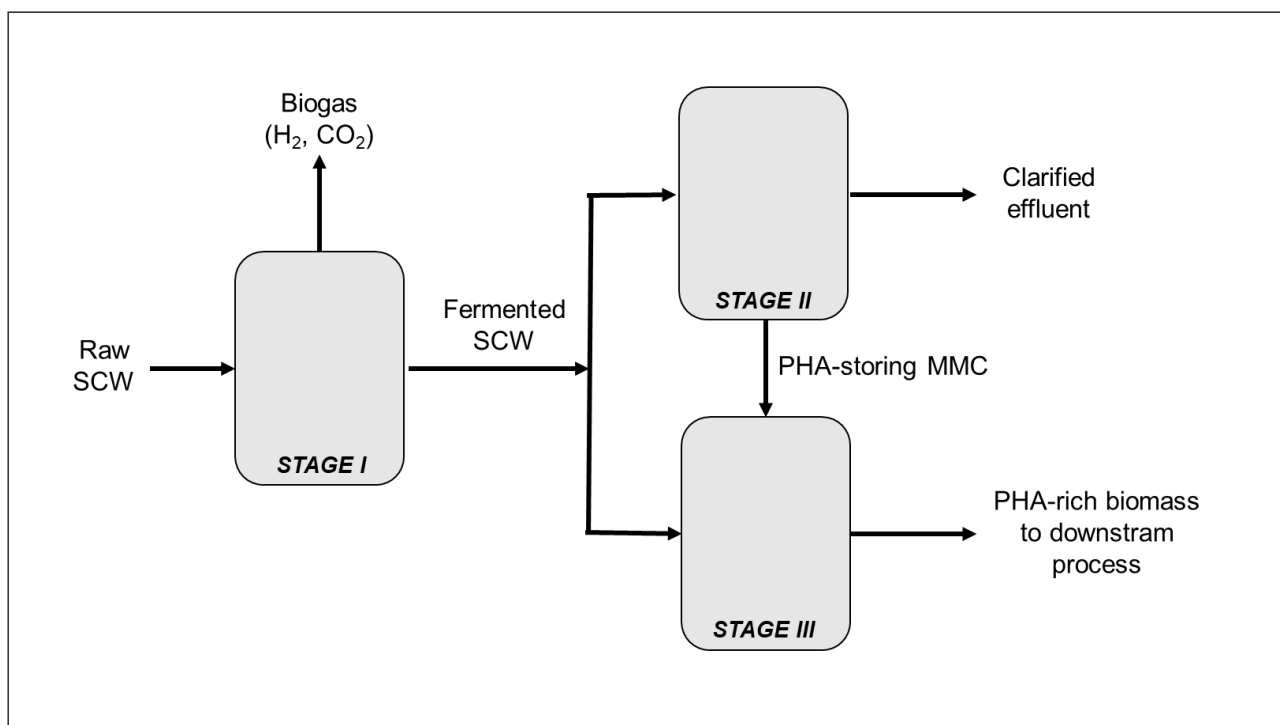 Biogas
(H₂, CO₂)
Raw
SCW
STAGE I
Fermented
SCW
STAGE II
Clarified
effluent
PHA-storing MMC
STAGE III
PHA-rich biomass
to downstram
process